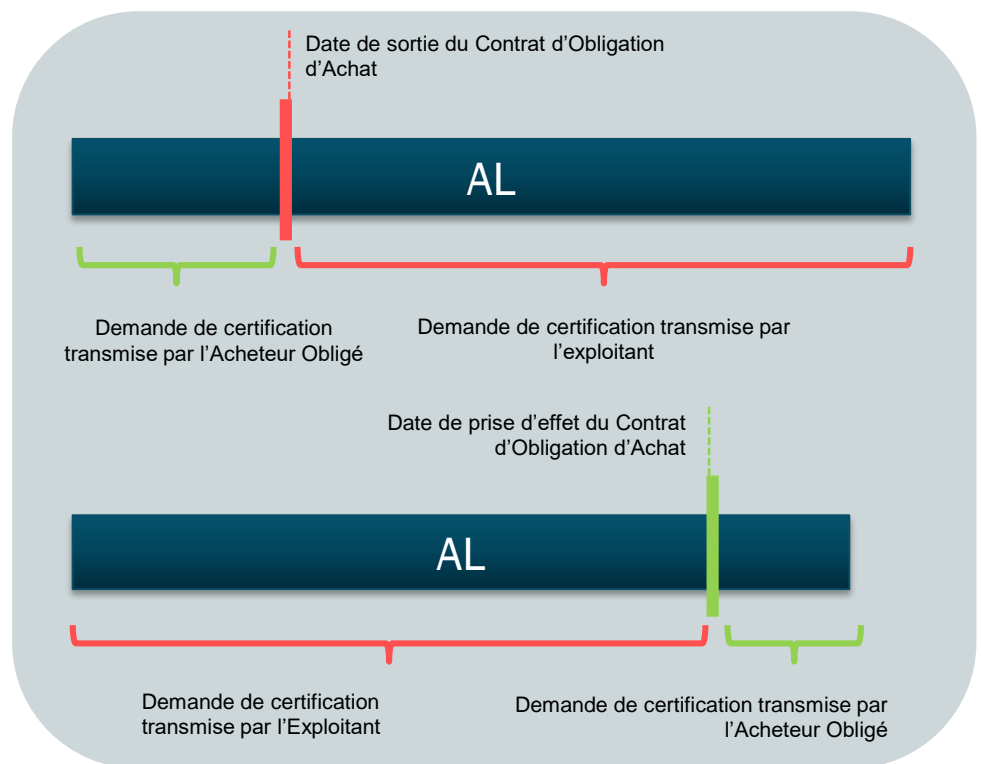 Date de sortie du Contrat d'Obligation
d'Achat
AL
Demande de certification
transmise par l'Acheteur Obligé
Demande de certification transmise par
l'exploitant
Date de prise d'effet du Contrat
d'Obligation d'Achat
AL
Demande de certification
transmise par l'Exploitant
Demande de certification transmise par
l'Acheteur Obligé